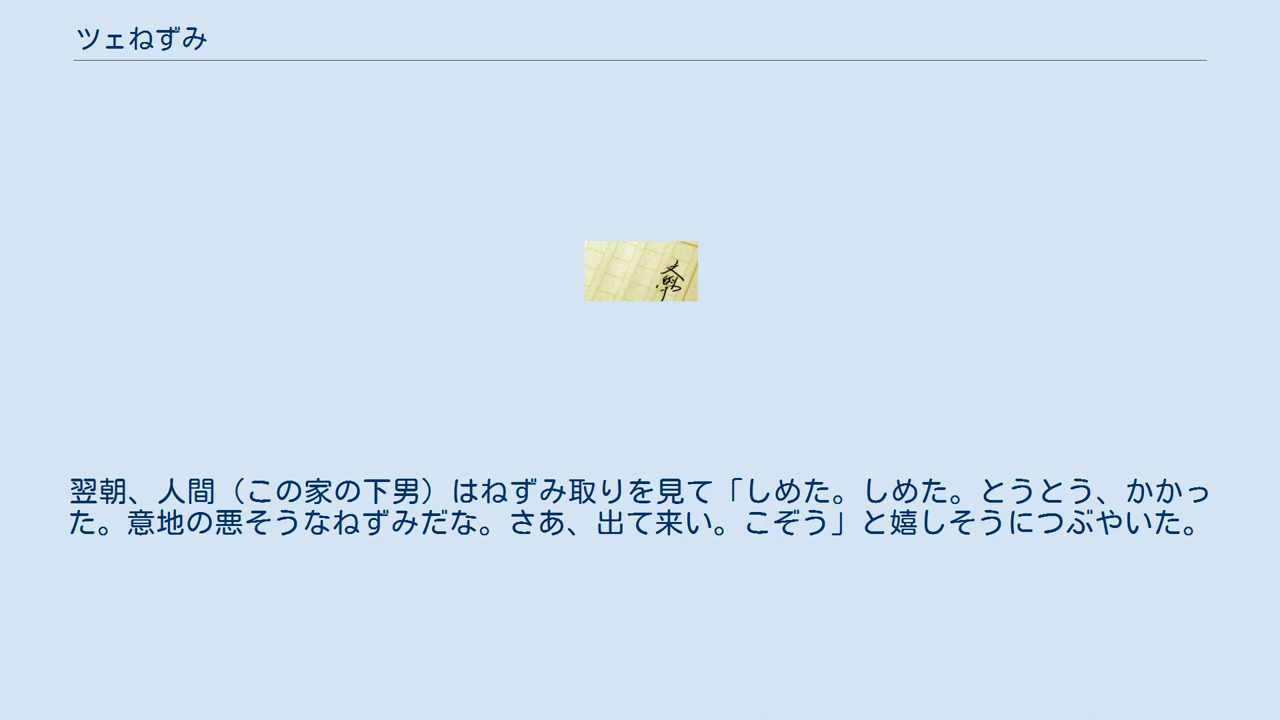 ツェねずみ
翌朝、人間（この家の下男）はねずみ取りを見て「しめた。しめた。とうとう、かかっ
た。意地の悪そうなねずみだな。さあ、出て来い。こぞう」と嬉しそうにつぶやいた。